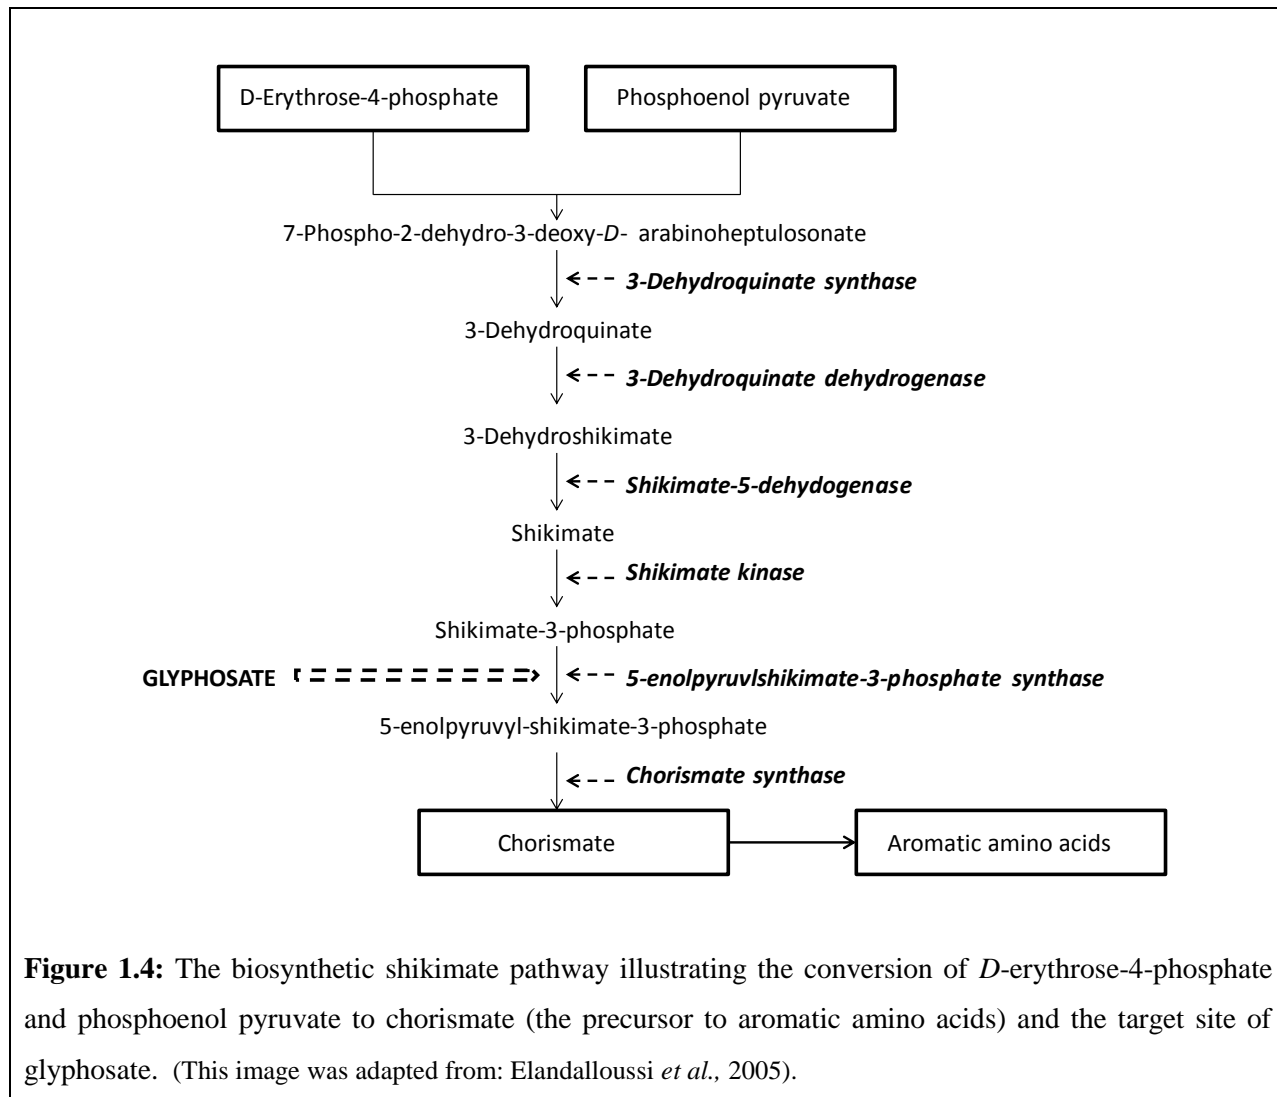 D-Erythrose-4-phosphate
Phosphoenol pyruvate
7-Phospho-2-dehydro-3-deoxy-D- arabinoheptulosonate
3-Dehydroquinate synthase
3-Dehydroquinate
3-Dehydroquinate dehydrogenase
3-Dehydroshikimate
Shikimate-5-dehydogenase
Shikimate
Shikimate kinase
Shikimate-3-phosphate
GLYPHOSATE
5-enolpyruvlshikimate-3-phosphate synthase
5-enolpyruvyl-shikimate-3-phosphate
Chorismate synthase
Chorismate
Aromatic amino acids
Figure 1.4: The biosynthetic shikimate pathway illustrating the conversion of D-erythrose-4-phosphate
and phosphoenol pyruvate to chorismate (the precursor to aromatic amino acids) and the target site of
glyphosate. (This image was adapted from: Elandalloussi et al., 2005).